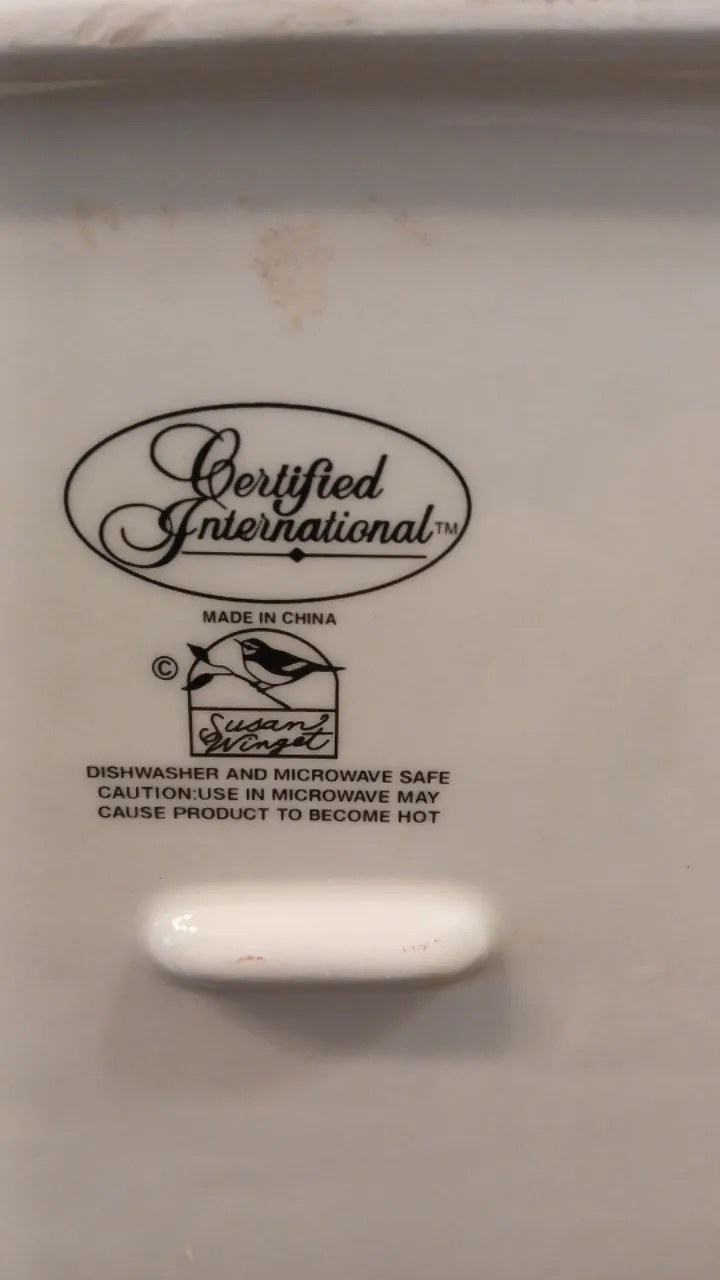 Certified
International™
MADE IN CHINA
©
Susan
Winget
DISHWASHER AND MICROWAVE SAFE
CAUTION:USE IN MICROWAVE MAY
CAUSE PRODUCT TO BECOME HOT